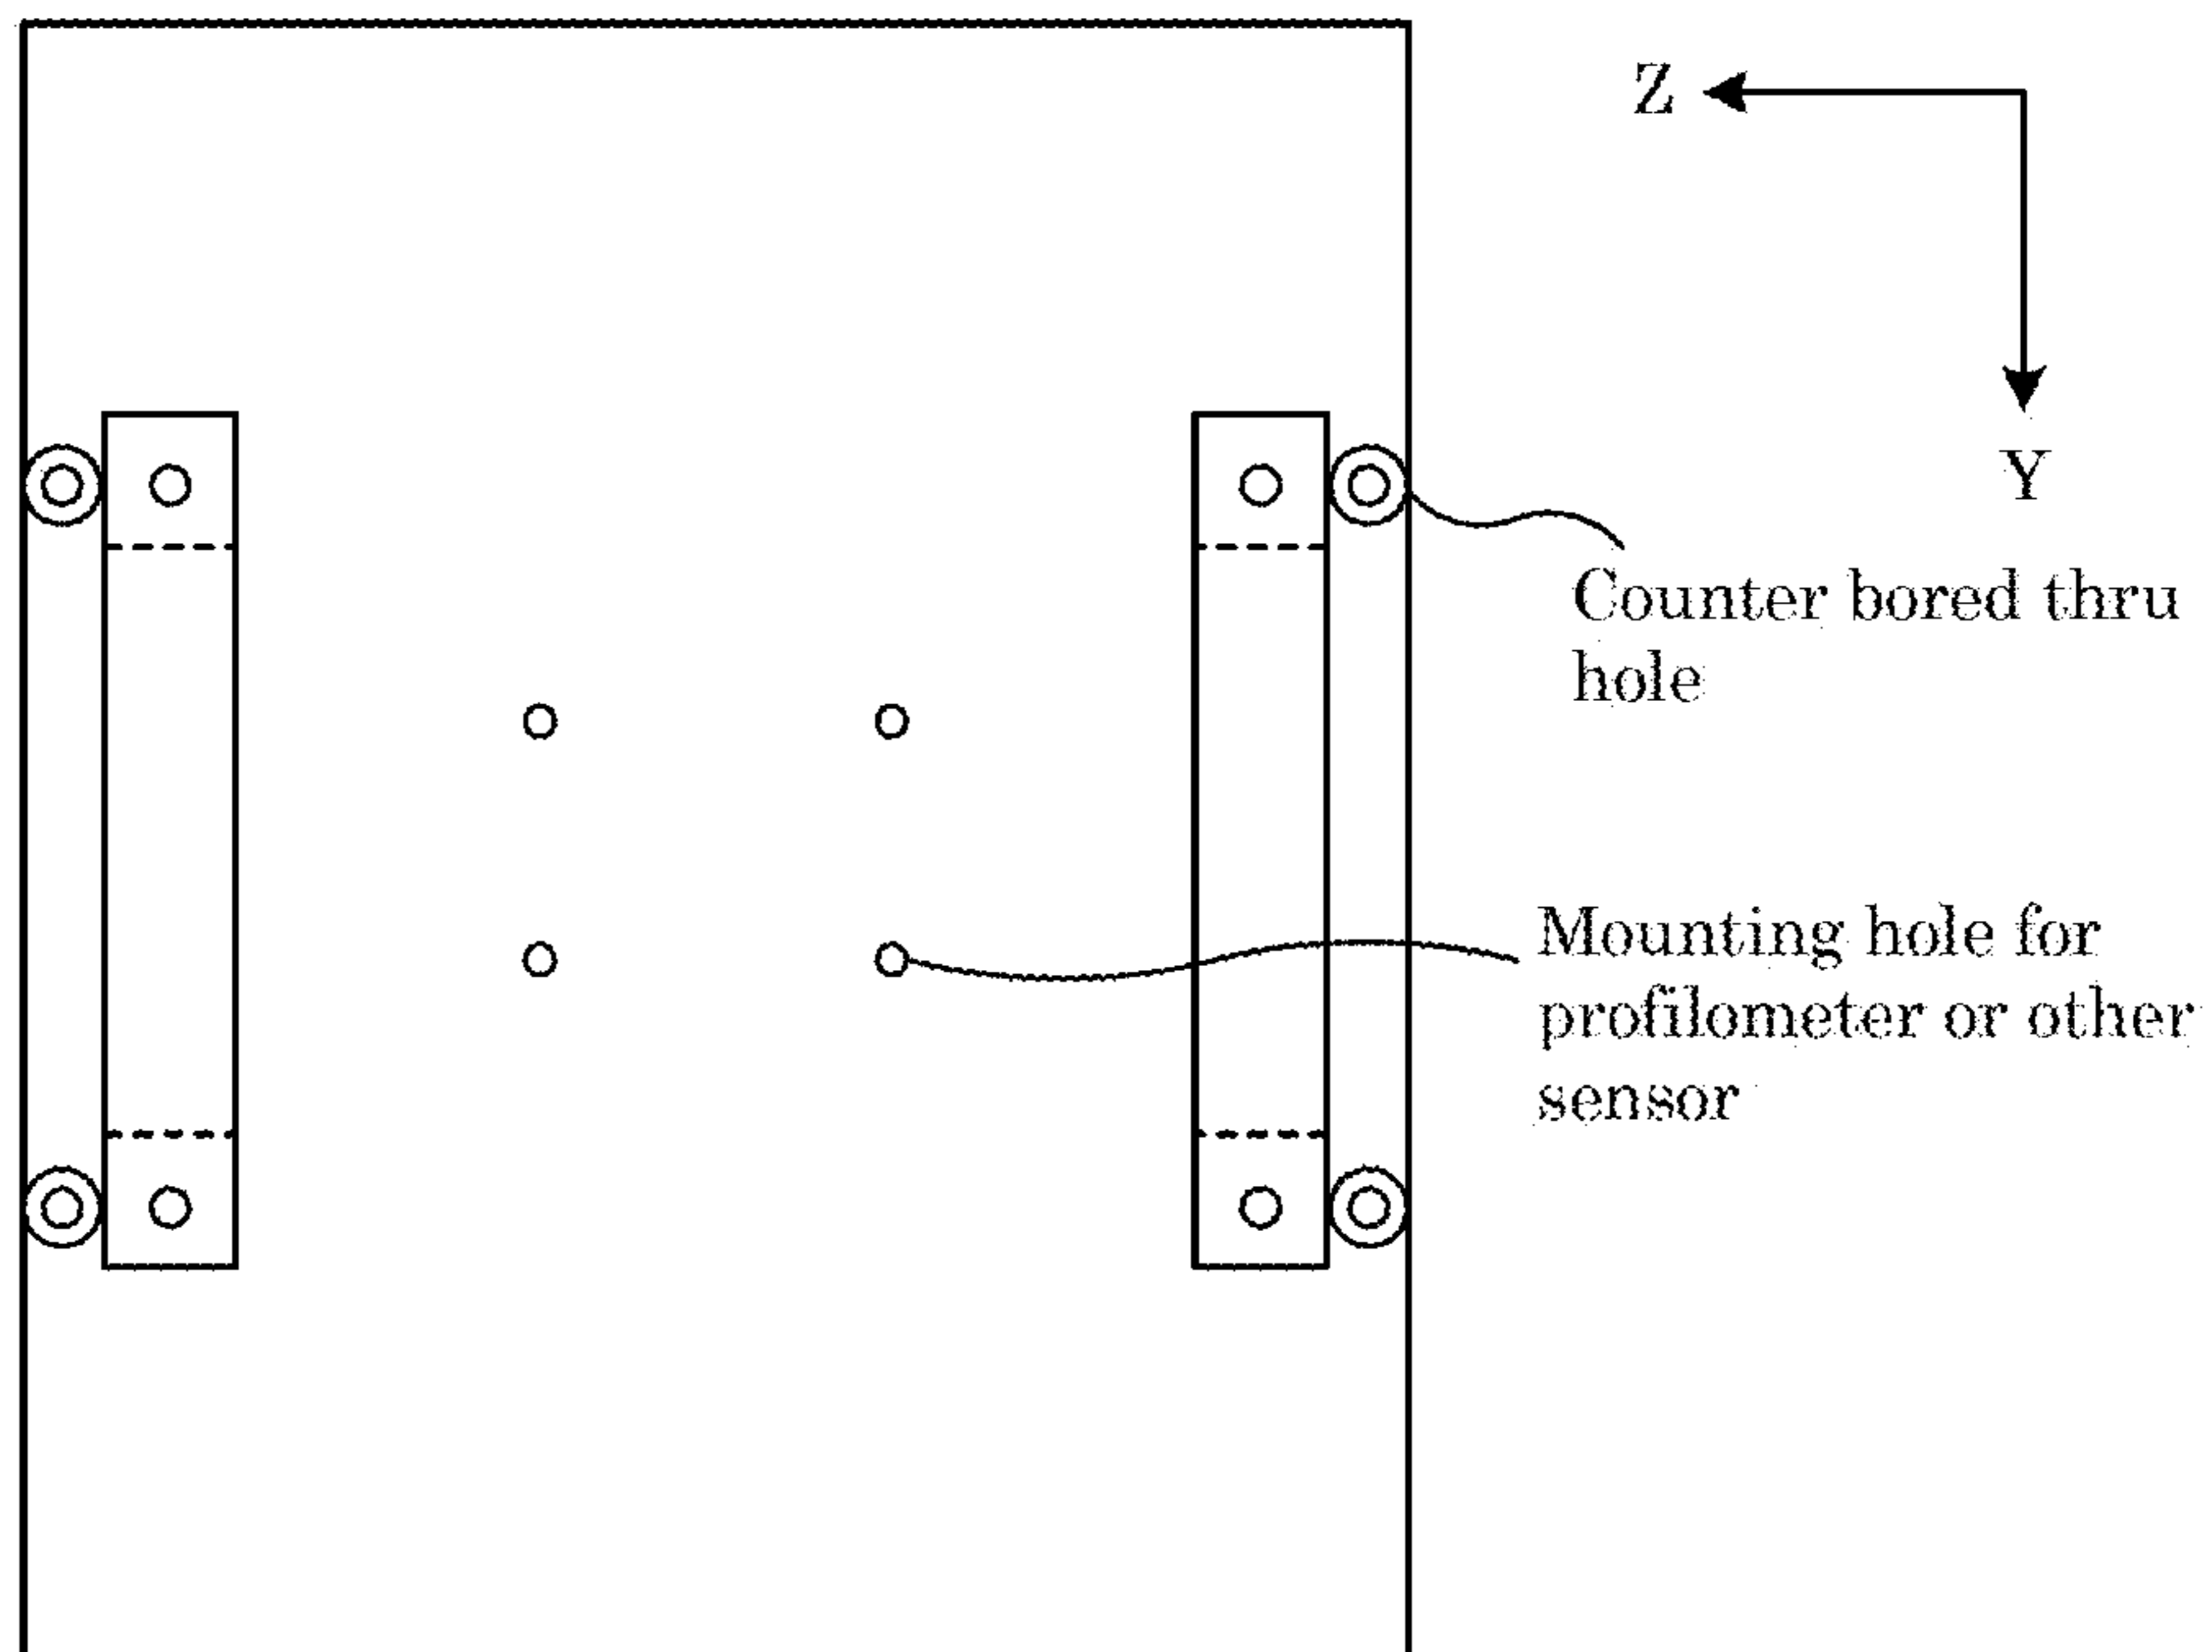 Z
Y
Counter bored thru
hole
Mounting hole for
profilometer or other
sensor